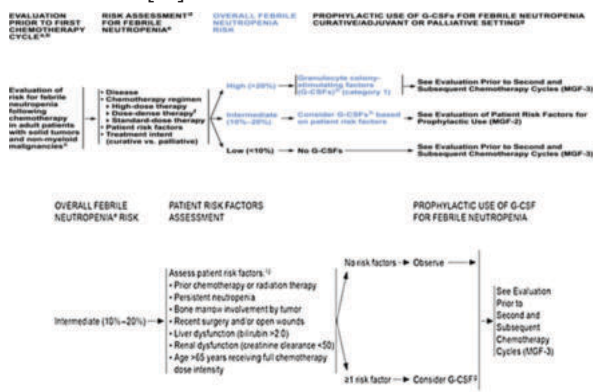 EVALUATION
PRIOR TO FIRST
CHEMOTHERAPY
CYCLE
RISK ASSESSMENT
FOR FEBRILE
NEUTROPENIA
OVERALL FEBRILE
NEUTROPENIA
RISK
PROPHYLACTIC USE OF G-CSFs FOR FEBRILE NEUTROPENIA
CURATIVE/ADJUVANT OR PALLIATIVE SETTING
Evaluation of
risk for febrile
neutropenia
following
chemotherapy
in adult patients
with solid tumors
and non-myeloid
malignancies
• Disease
• Chemotherapy regimen
• High-dose therapy
• Dose-dense therapy
• Standard-dose therapy
• Patient risk factors
• Treatment intent
(curative vs. palliative)
High (>20%)
Granulocyte colony-
stimulating factors
(G-CSFs) (category 1)
See Evaluation Prior to Second and
Subsequent Chemotherapy Cycles (MGF-3)
Intermediate
(10%–20%)
Consider G-CSFs based
on patient risk factors
See Evaluation of Patient Risk Factors for
Prophylactic Use (MGF-2)
Low (<10%)
No G-CSFs
See Evaluation Prior to Second and
Subsequent Chemotherapy Cycles (MGF-3)
OVERALL FEBRILE
NEUTROPENIA RISK
PATIENT RISK FACTORS
ASSESSMENT
PROPHYLACTIC USE OF G-CSF
FOR FEBRILE NEUTROPENIA
Intermediate (10%–20%)
Assess patient risk factors:
• Prior chemotherapy or radiation therapy
• Persistent neutropenia
• Bone marrow involvement by tumor
• Recent surgery and/or open wounds
• Liver dysfunction (bilirubin >2.0)
• Renal dysfunction (creatinine clearance <50)
• Age >65 years receiving full chemotherapy
dose intensity
No risk factors
Observe
≥1 risk factor
Consider G-CSF
See Evaluation
Prior to
Second and
Subsequent
Chemotherapy
Cycles (MGF-3)